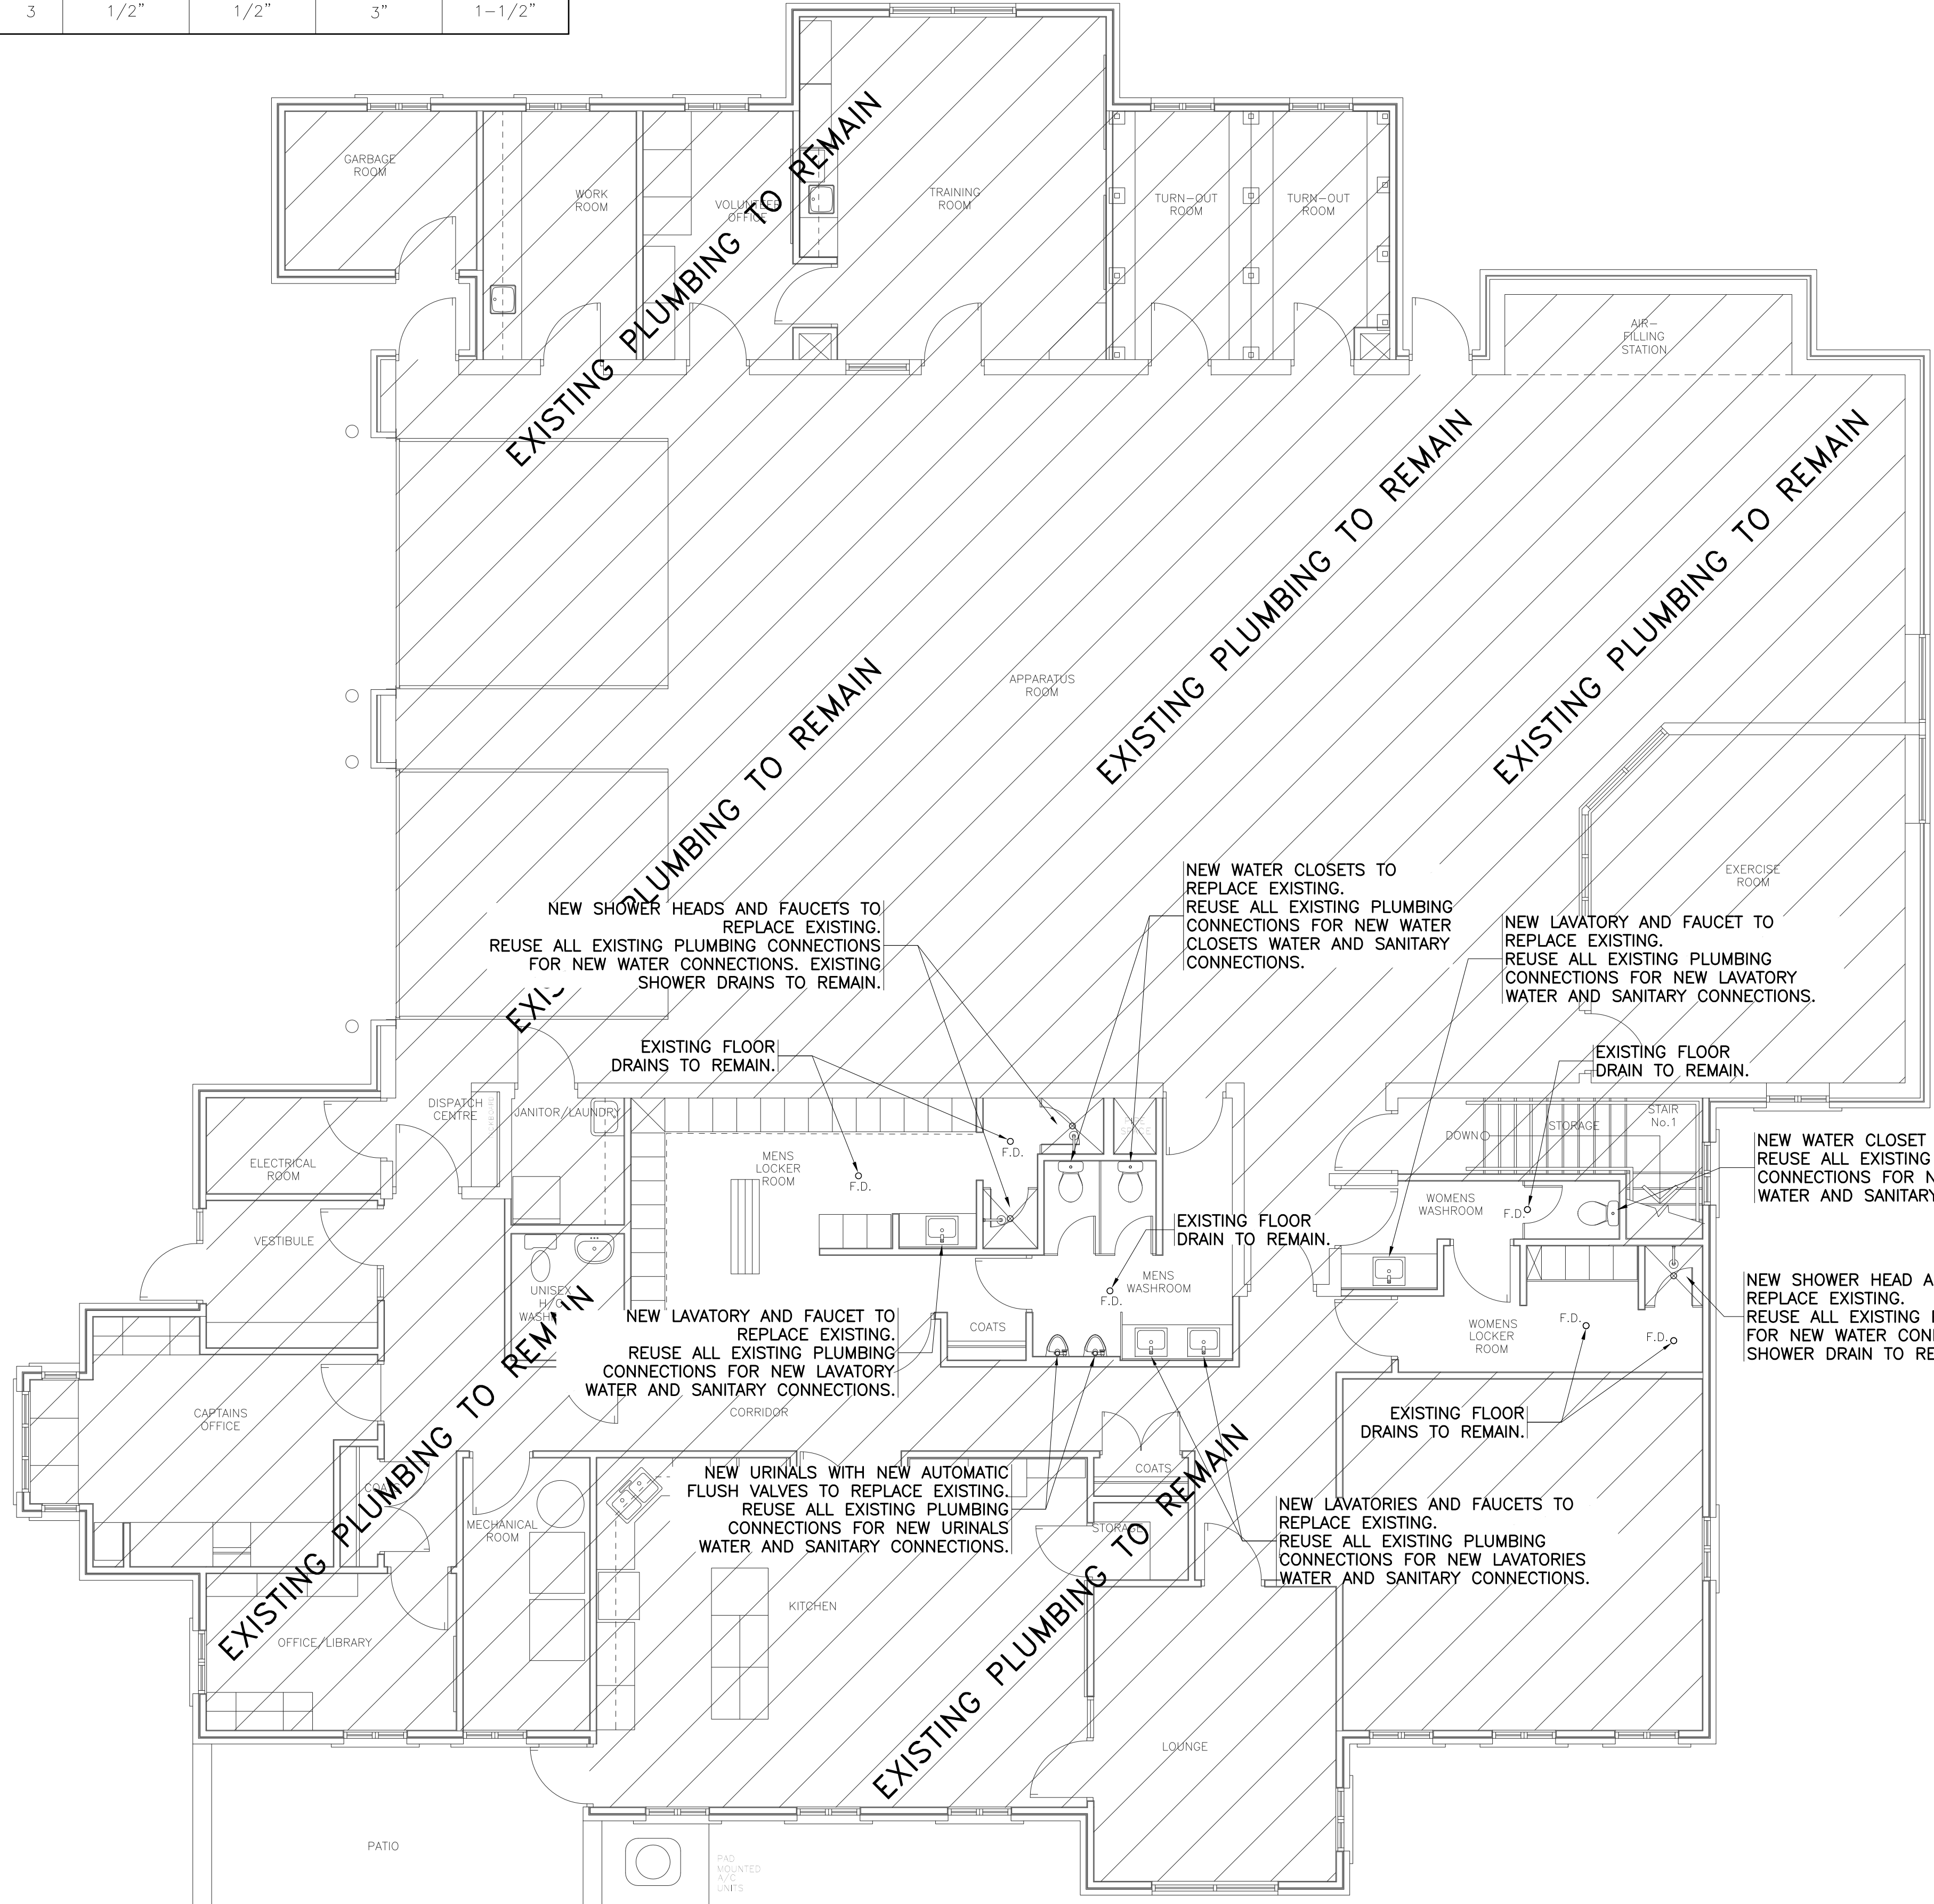 3 1/2" 1/2" 3" 1-1/2"
GARBAGE
ROOM
WORK
ROOM
VOLUNTEER
OFFICE
TRAINING
ROOM
TURN-OUT
ROOM
TURN-OUT
ROOM
AIR-
FILLING
STATION
EXISTING PLUMBING TO REMAIN
EXISTING PLUMBING TO REMAIN
EXISTING PLUMBING TO REMAIN
PLUMBING TO REMAIN
APPARATUS
ROOM
EXERCISE
ROOM
NEW SHOWER HEADS AND FAUCETS TO
REPLACE EXISTING.
REUSE ALL EXISTING PLUMBING CONNECTIONS
FOR NEW WATER CONNECTIONS. EXISTING
SHOWER DRAINS TO REMAIN.
NEW WATER CLOSETS TO
REPLACE EXISTING.
REUSE ALL EXISTING PLUMBING
CONNECTIONS FOR NEW WATER
CLOSETS WATER AND SANITARY
CONNECTIONS.
NEW LAVATORY AND FAUCET TO
REPLACE EXISTING.
REUSE ALL EXISTING PLUMBING
CONNECTIONS FOR NEW LAVATORY
WATER AND SANITARY CONNECTIONS.
EXISTING FLOOR
DRAINS TO REMAIN.
EXISTING FLOOR
DRAIN TO REMAIN.
DISPATCH
CENTRE
JANITOR/LAUNDRY
STAIR
No.1
STORAGE
DOWN
ELECTRICAL
ROOM
MENS
LOCKER
ROOM
F.D.
F.D.
NEW WATER CLOSET
REUSE ALL EXISTING
CONNECTIONS FOR
WATER AND SANITARY
WOMENS
WASHROOM
F.D.
VESTIBULE
EXISTING FLOOR
DRAIN TO REMAIN.
UNISEX
H/C
MENS
WASHROOM
F.D.
NEW SHOWER HEAD
REPLACE EXISTING.
REUSE ALL EXISTING
FOR NEW WATER
SHOWER DRAIN TO
NEW LAVATORY AND FAUCET TO
REPLACE EXISTING.
REUSE ALL EXISTING PLUMBING
CONNECTIONS FOR NEW LAVATORY
WATER AND SANITARY CONNECTIONS.
COATS
WOMENS
LOCKER
ROOM
F.D.
F.D.
CAPTAINS
OFFICE
CORRIDOR
EXISTING FLOOR
DRAINS TO REMAIN.
EXISTING PLUMBING TO REMAIN
NEW URINALS WITH NEW AUTOMATIC
FLUSH VALVES TO REPLACE EXISTING.
REUSE ALL EXISTING PLUMBING
CONNECTIONS FOR NEW URINALS
WATER AND SANITARY CONNECTIONS.
COATS
STORAGE
NEW LAVATORIES AND FAUCETS TO
REPLACE EXISTING.
REUSE ALL EXISTING PLUMBING
CONNECTIONS FOR NEW LAVATORIES
WATER AND SANITARY CONNECTIONS.
MECHANICAL
ROOM
EXISTING PLUMBING TO REMAIN
KITCHEN
OFFICE/LIBRARY
LOUNGE
PATIO
PAD
MOUNTED
A/C
UNITS